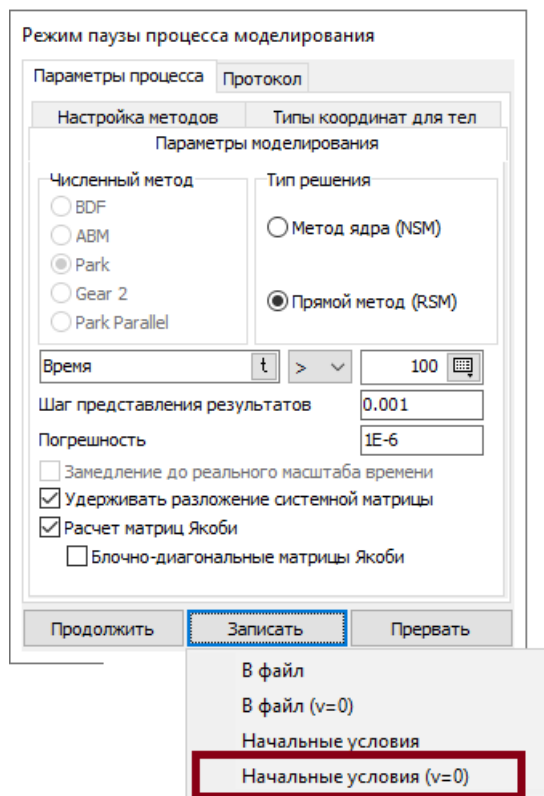 Режим паузы процесса моделирования
Параметры процесса Протокол
Настройка методов Типы координат для тел
Параметры моделирования
Численный метод Тип решения
BDF
ABM Метод ядра (NSM)
Park
Gear 2 Прямой метод (RSM)
Park Parallel
Время t > 100
Шаг представления результатов 0.001
Погрешность 1E-6
Замедление до реального масштаба времени
Удерживать разложение системной матрицы
Расчет матриц Якоби
Блочно-диагональные матрицы Якоби
Продолжить Записать Прервать
В файл
В файл (v=0)
Начальные условия
Начальные условия (v=0)